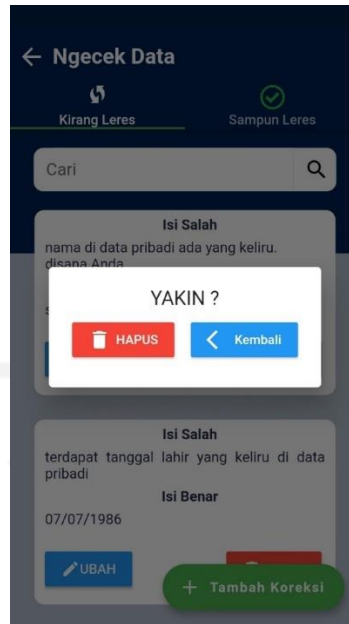 Ngecek Data
Kirang Leres
Sampun Leres
Cari
Isi Salah
nama di data pribadi ada yang keliru.
disana Anda
YAKIN ?
HAPUS
Kembali
Isi Salah
terdapat tanggal lahir yang keliru di data
pribadi
Isi Benar
07/07/1986
UBAH
+ Tambah Koreksi